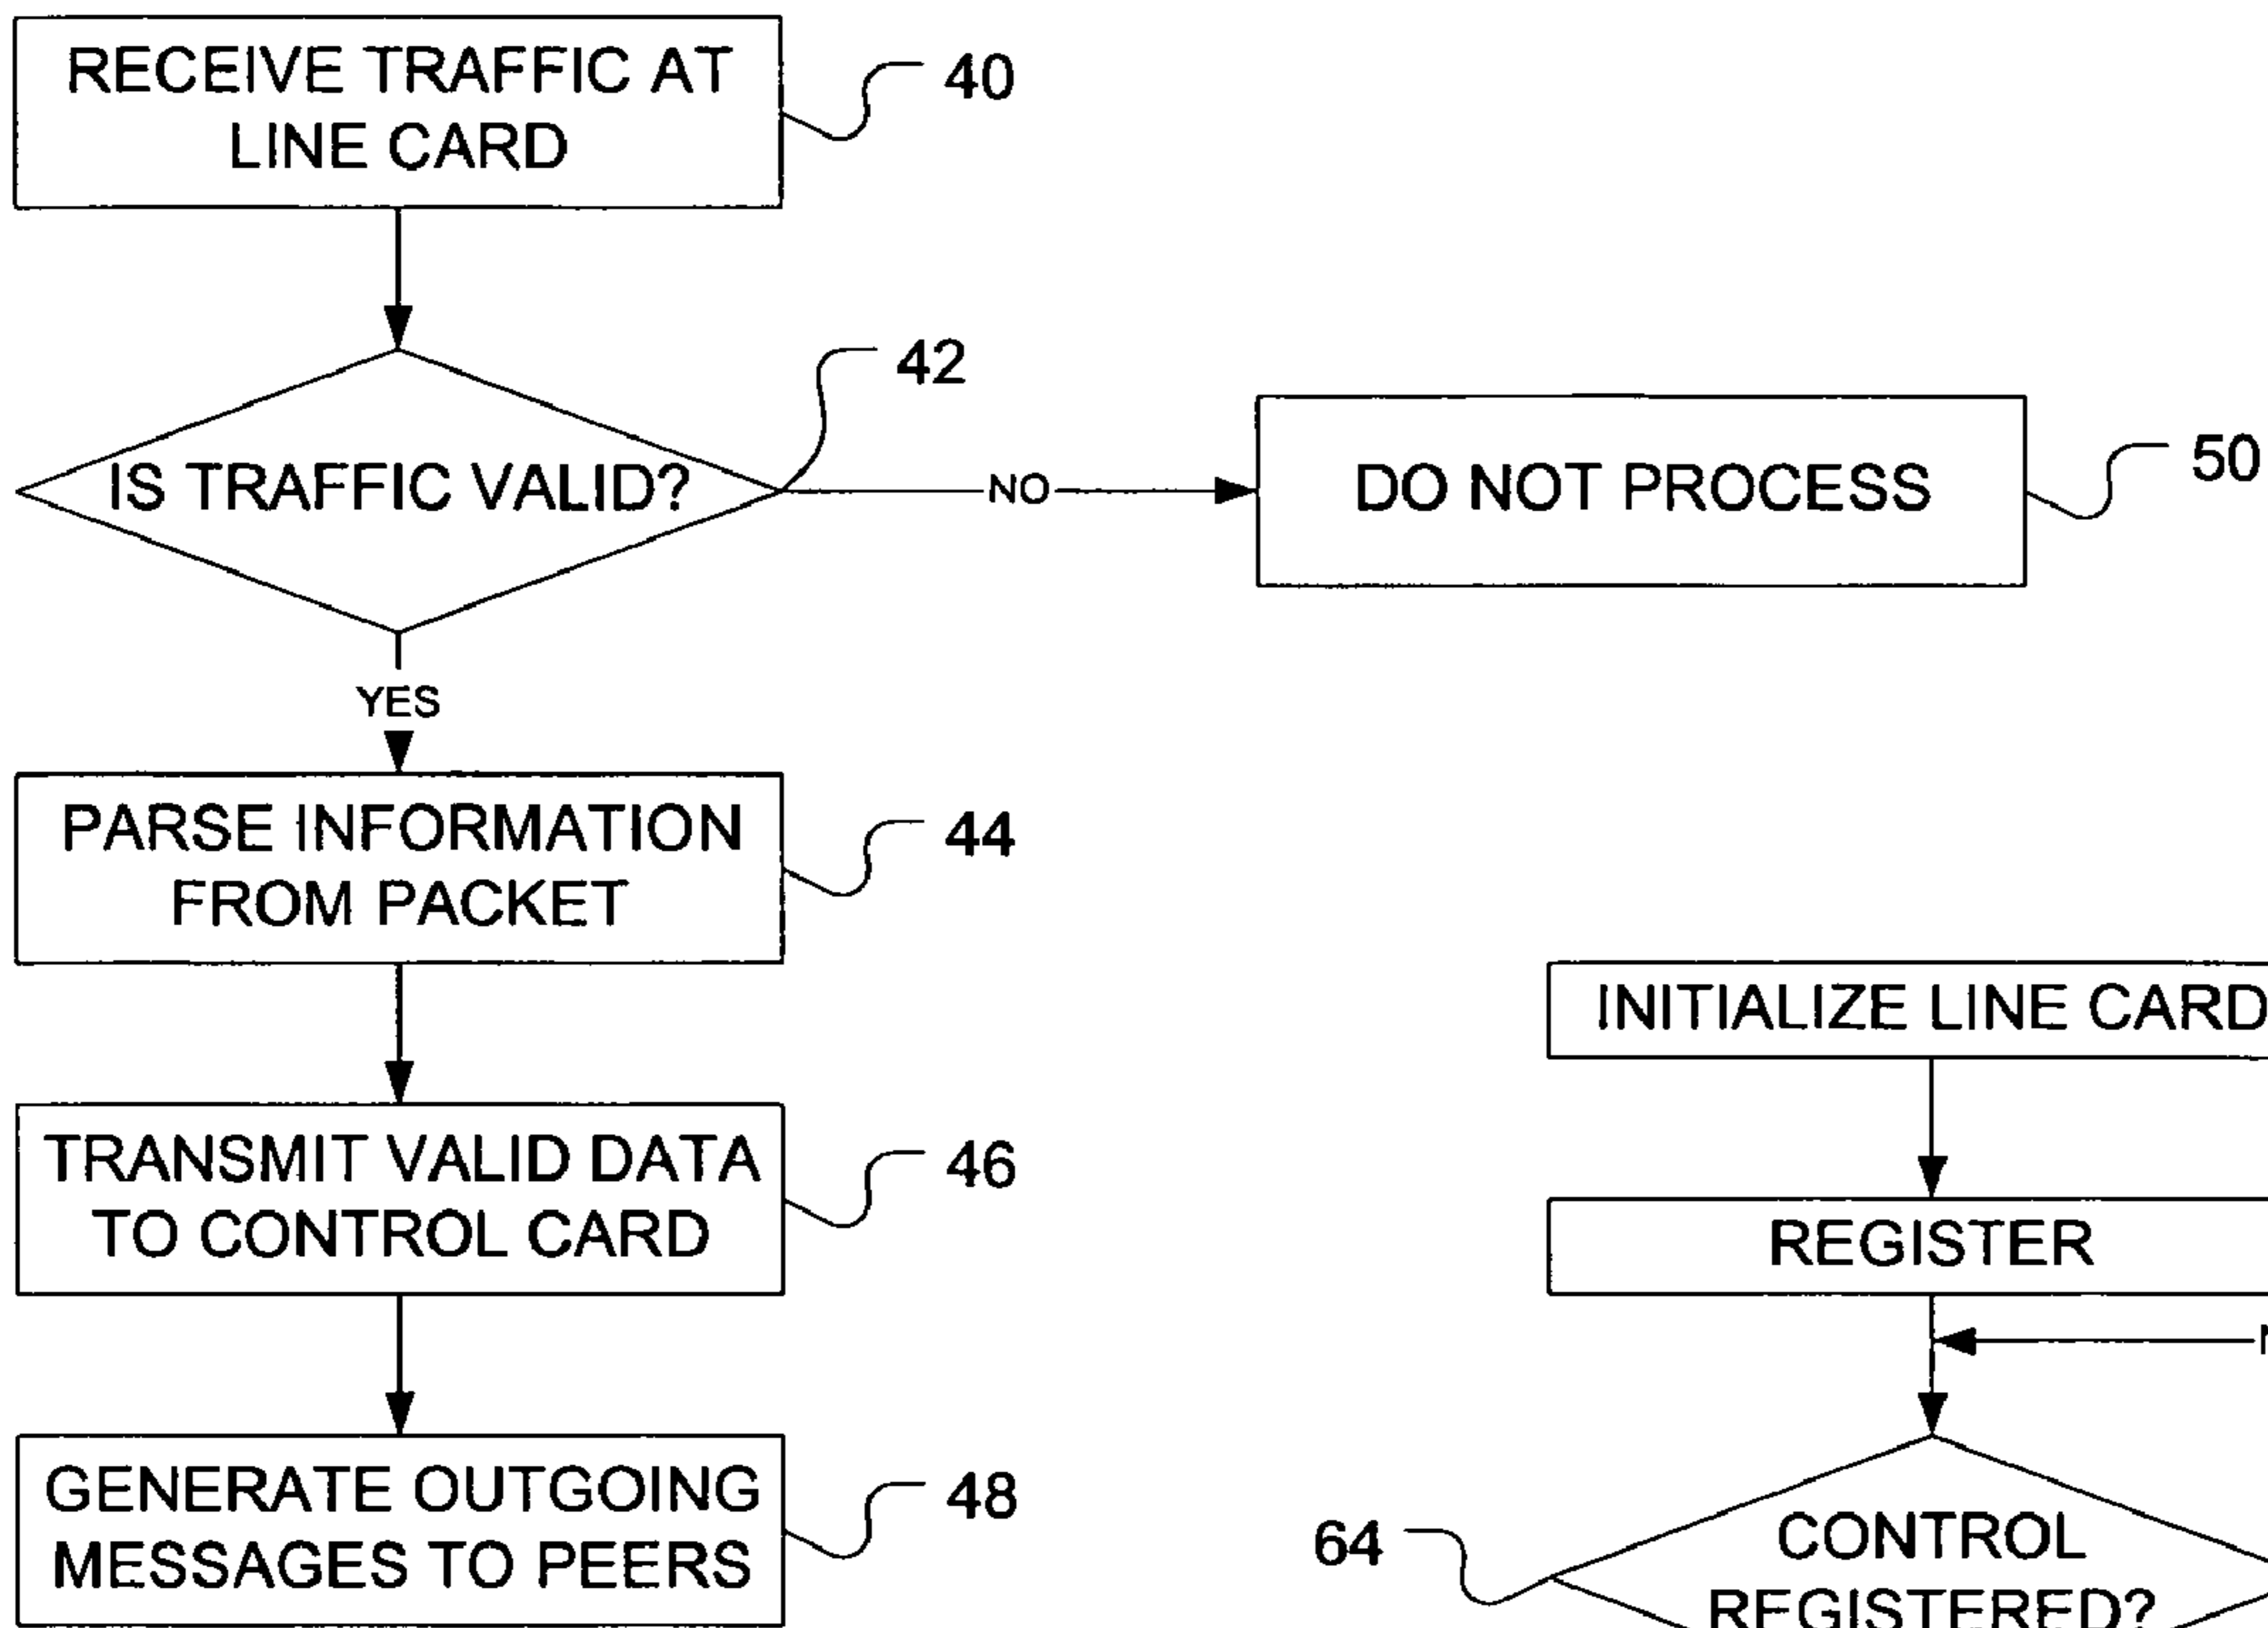 RECEIVE TRAFFIC AT
LINE CARD
40
IS TRAFFIC VALID?
42
NO
DO NOT PROCESS
50
YES
PARSE INFORMATION
FROM PACKET
44
TRANSMIT VALID DATA
TO CONTROL CARD
46
GENERATE OUTGOING
MESSAGES TO PEERS
48
INITIALIZE LINE CARD
REGISTER
CONTROL
REGISTERED?
64